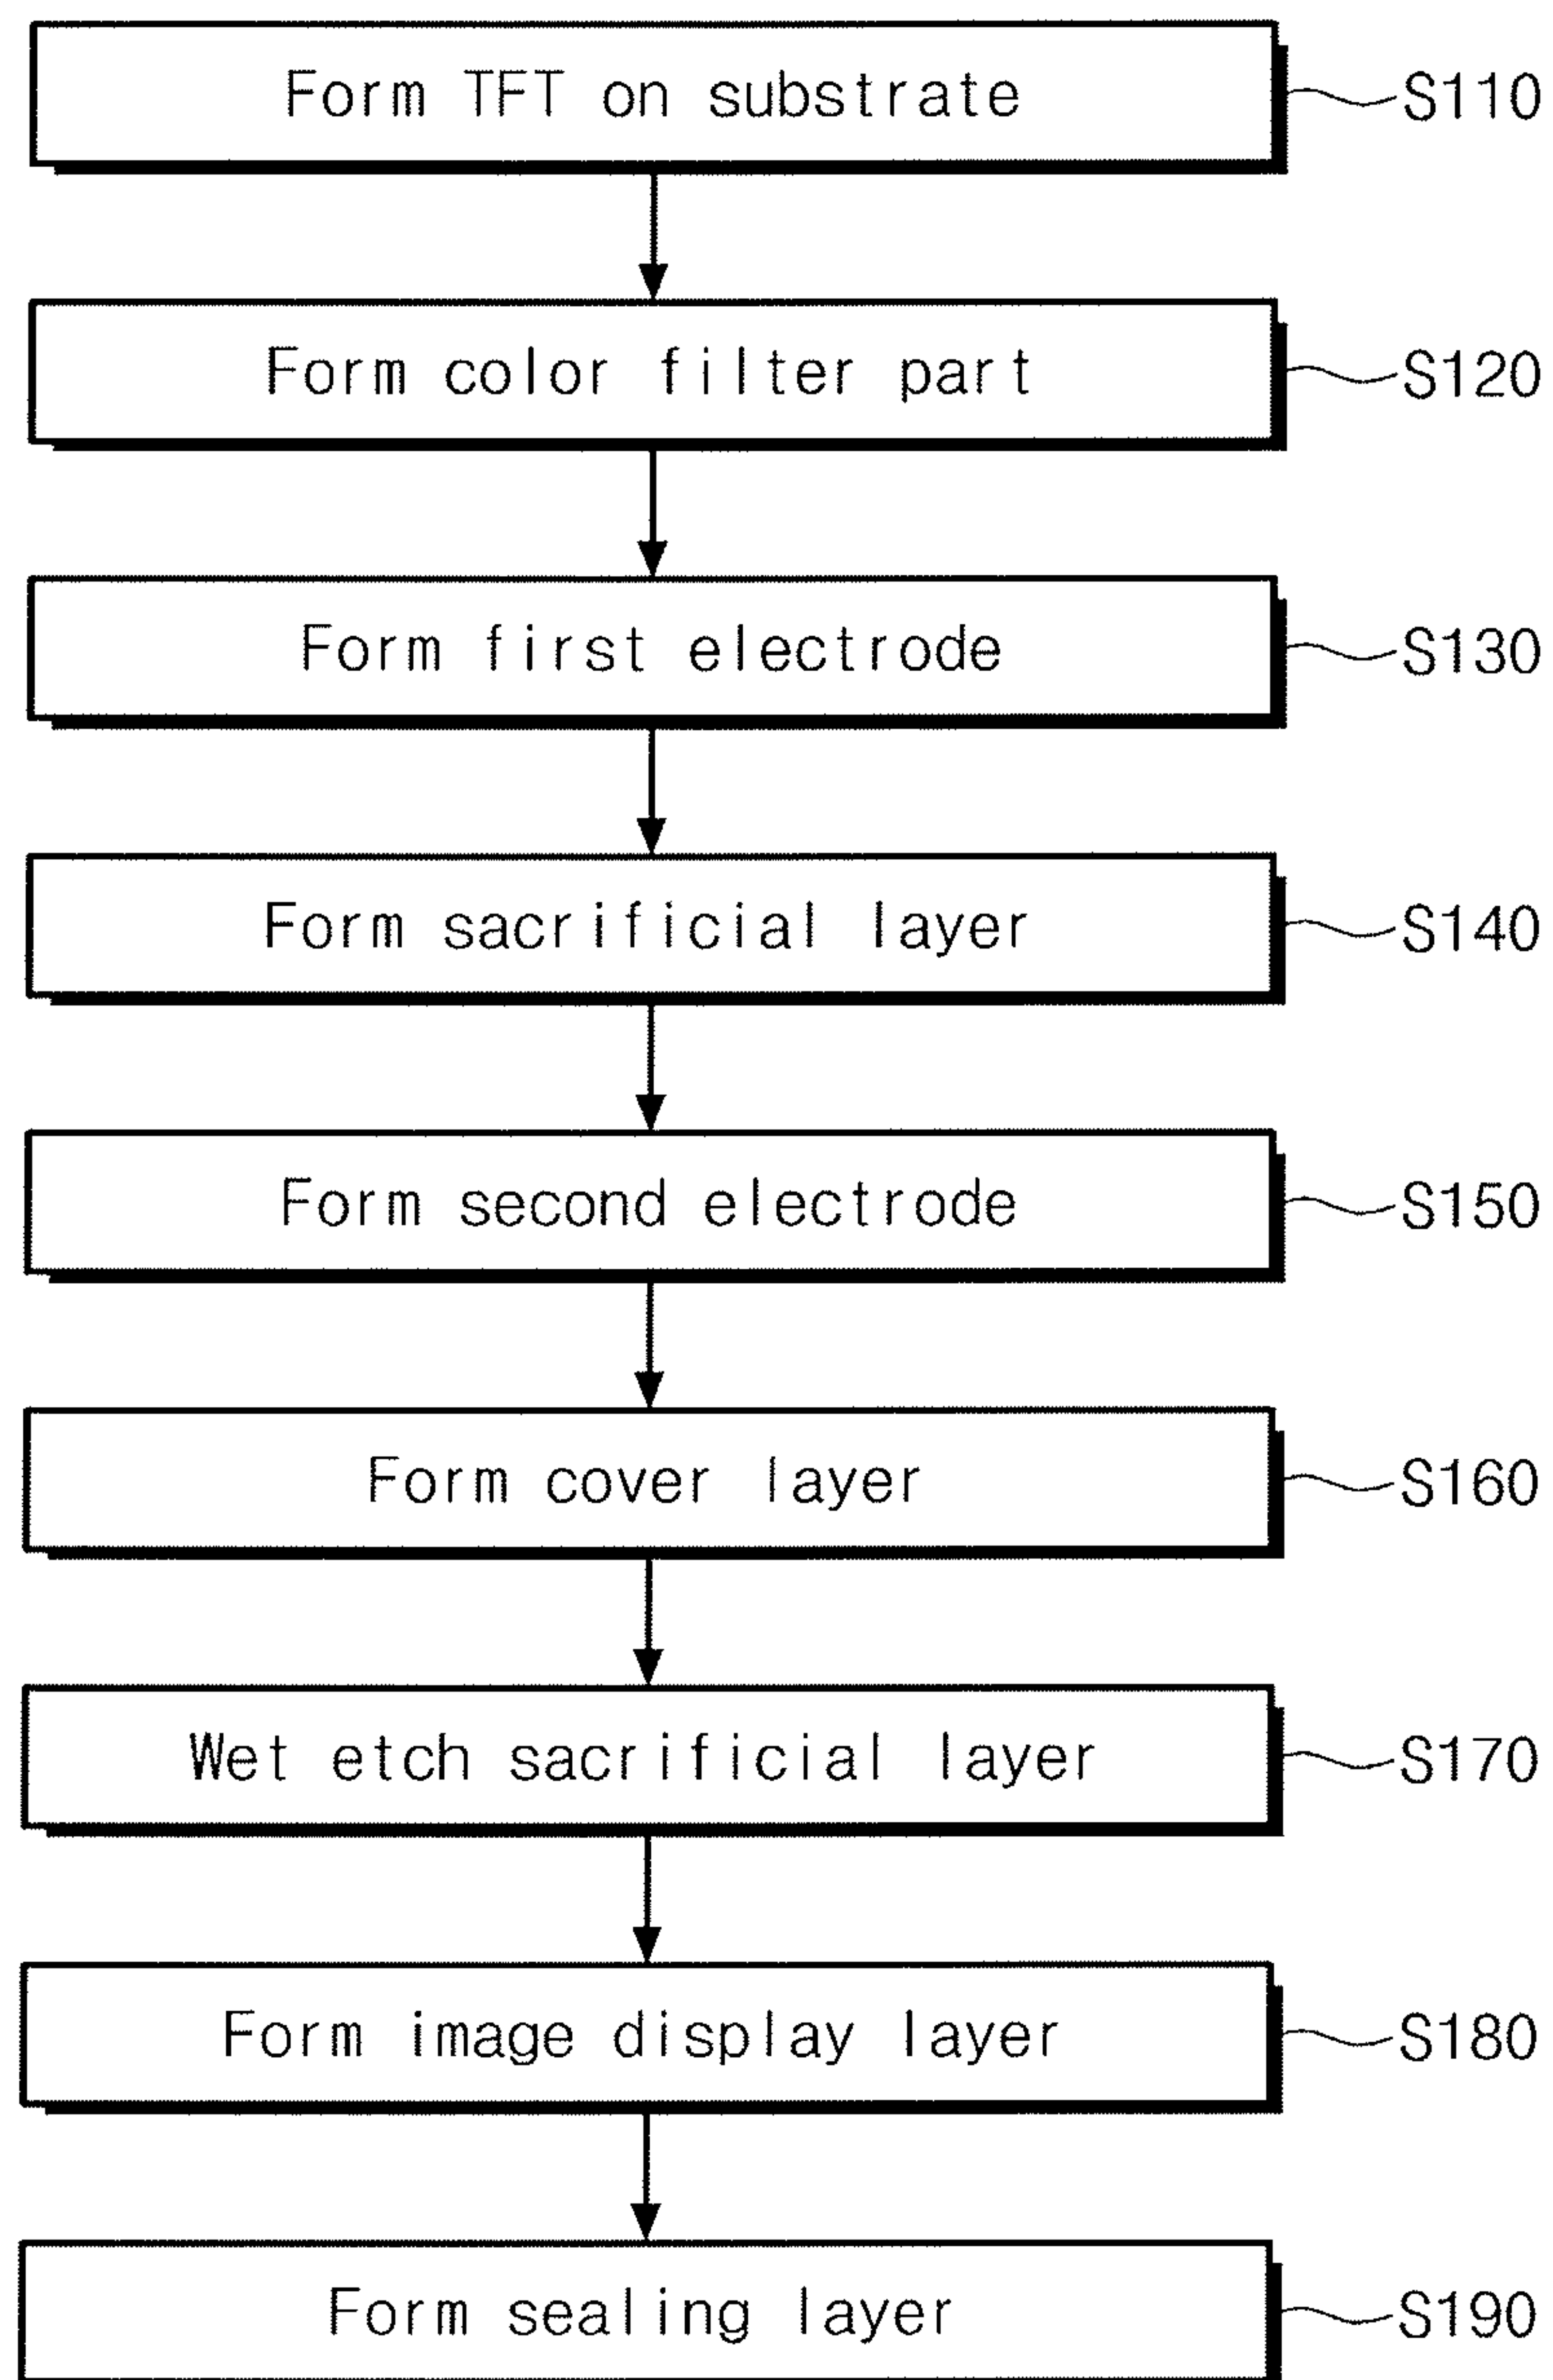 Form TFT on substrate S110
Form color filter part S120
Form first electrode S130
Form sacrificial layer S140
Form second electrode S150
Form cover layer S160
Wet etch sacrificial layer S170
Form image display layer S180
Form sealing layer S190